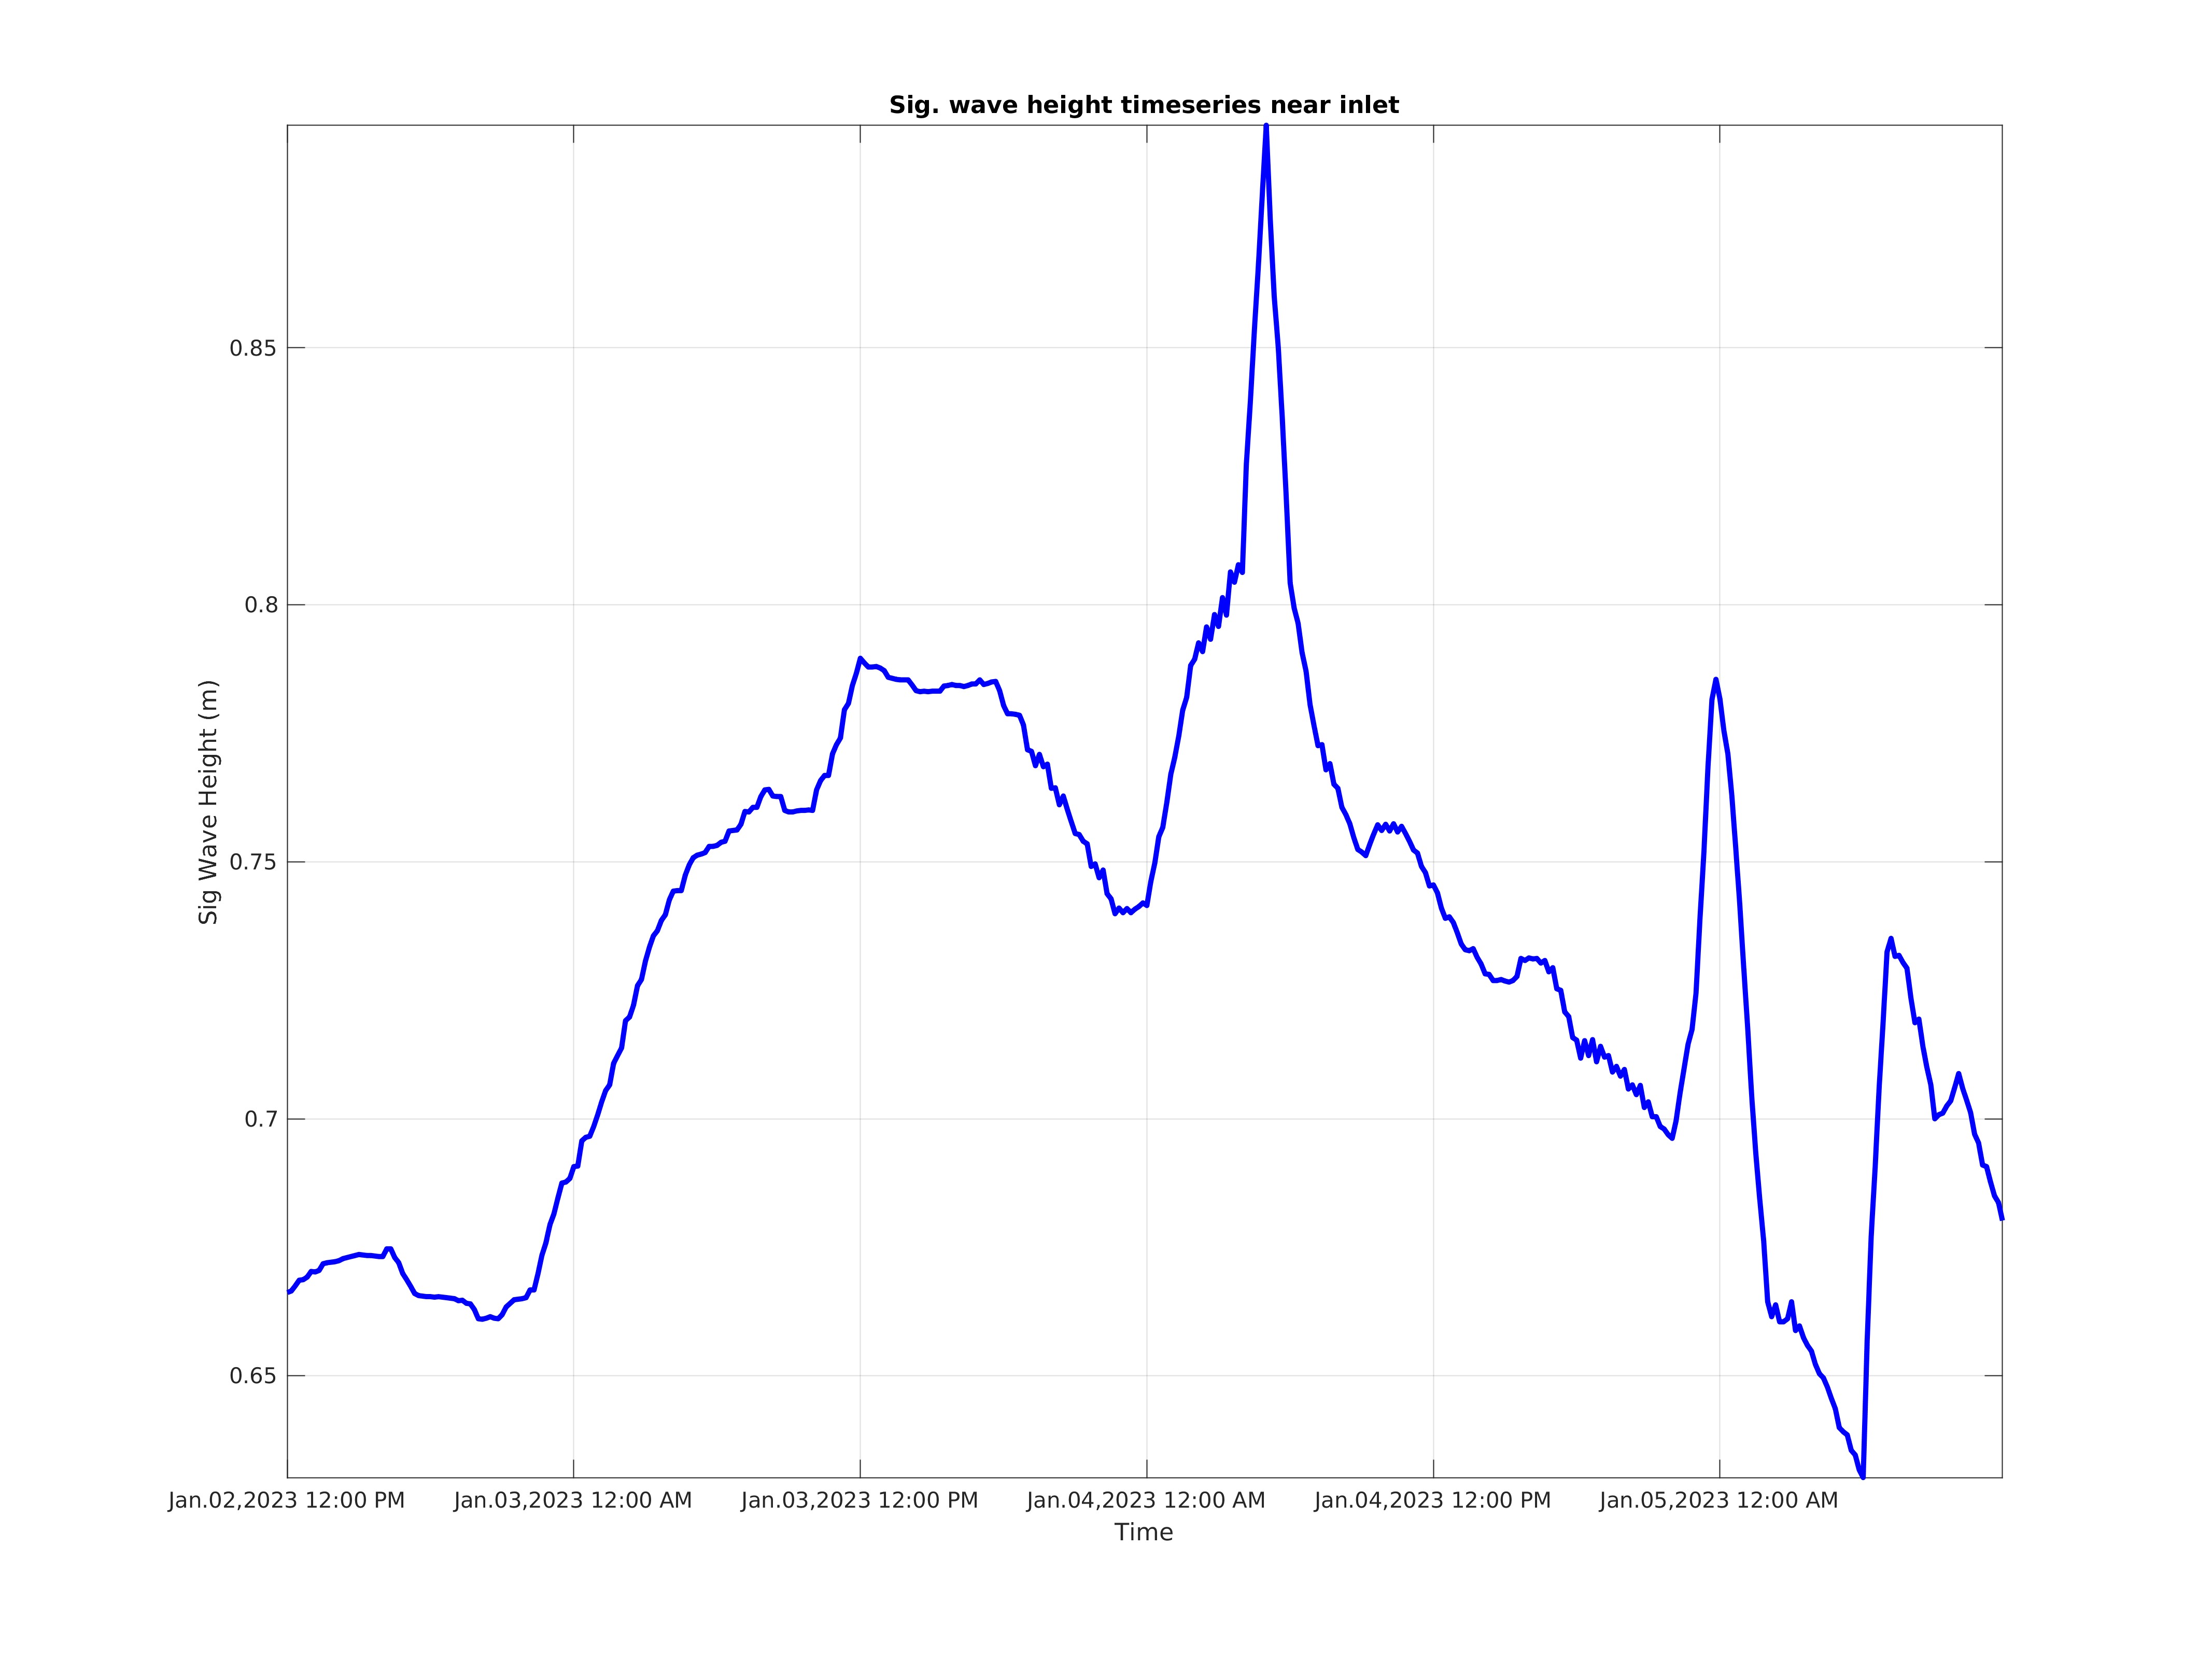 Sig. wave height timeseries near inlet
Sig Wave Height (m)
0.85
0.8
0.75
0.7
0.65
Jan.02,2023 12:00 PM
Jan.03,2023 12:00 AM
Jan.03,2023 12:00 PM
Jan.04,2023 12:00 AM
Jan.04,2023 12:00 PM
Jan.05,2023 12:00 AM
Time